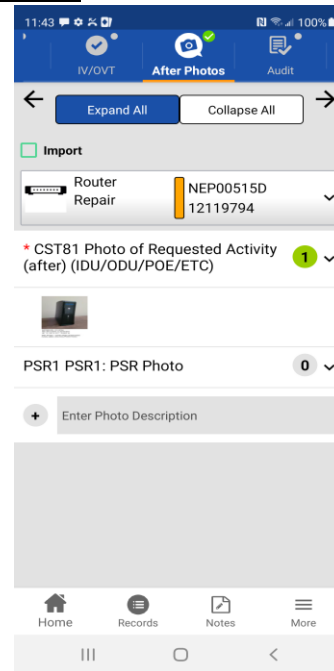 11:43
100%
IV/OVT
After Photos
Audit
Expand All
Collapse All
Import
Router
Repair
NEP00515D
12119794
* CST81 Photo of Requested Activity
(after) (IDU/ODU/POE/ETC)
1
PSR1 PSR1: PSR Photo
0
+
Enter Photo Description
Home
Records
Notes
More